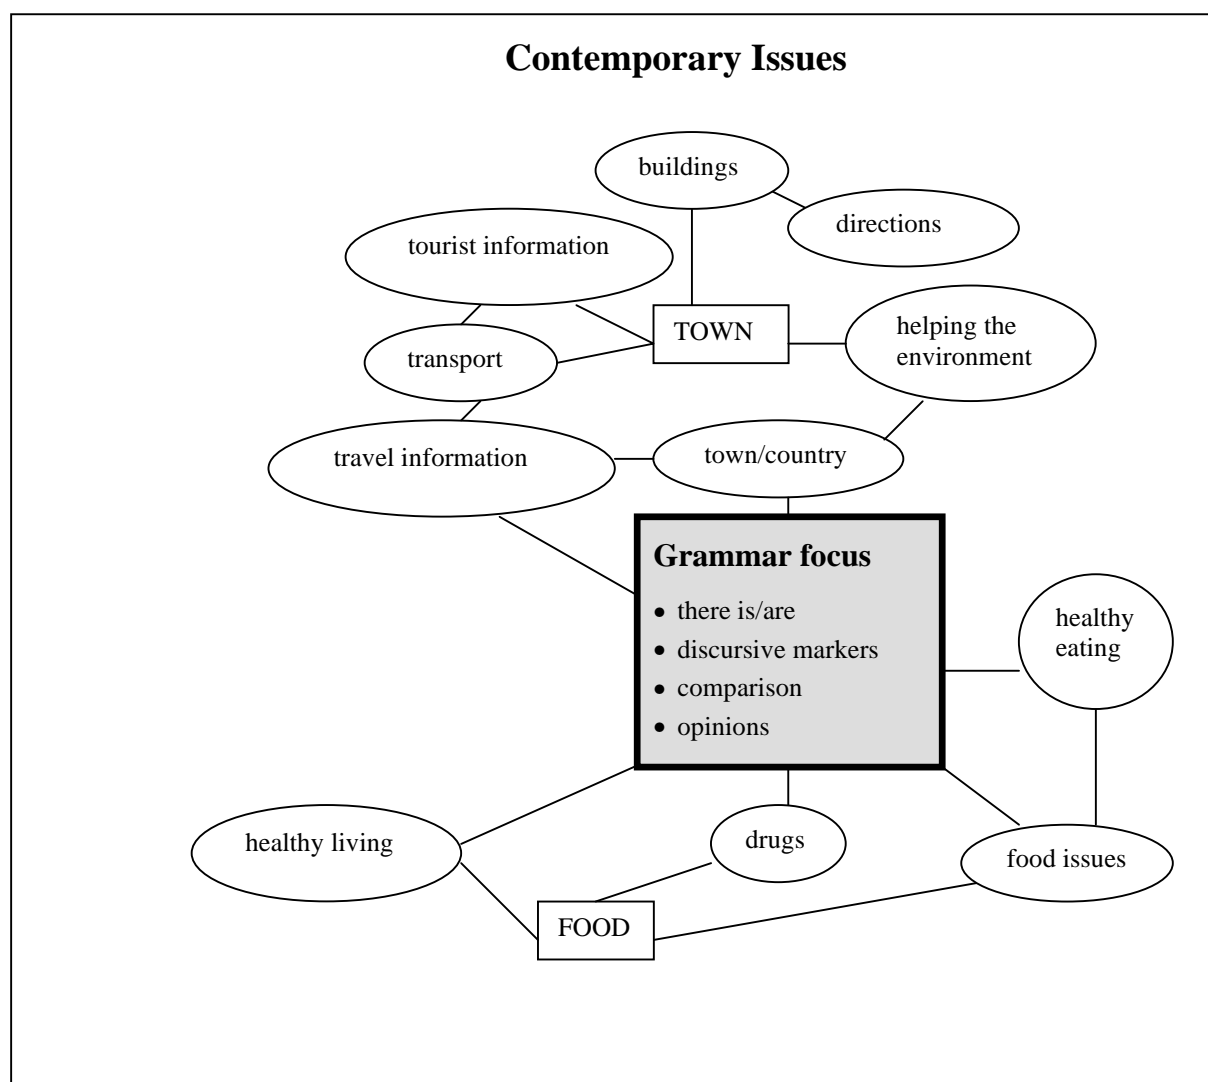 Contemporary Issues
buildings
directions
tourist information
TOWN
helping the
environment
transport
travel information
town/country
Grammar focus
• there is/are
• discursive markers
• comparison
• opinions
healthy
eating
healthy living
drugs
food issues
FOOD